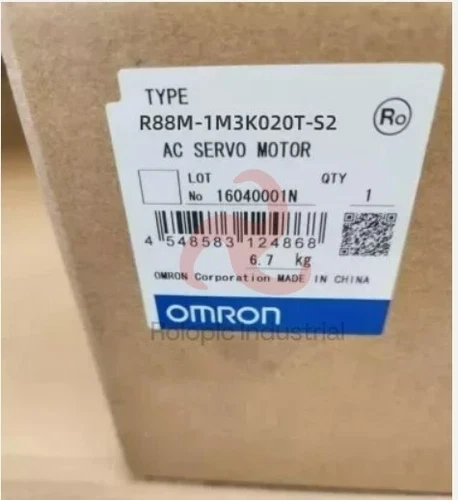 TYPE
R88M-1M3K020T-S2
Ro
AC SERVO MOTOR
LOT QTY
No 16040001N 1
4 548583 124868
6.7 kg
OMRON Corporation MADE IN CHINA
OMRON
Rolopic Industrial